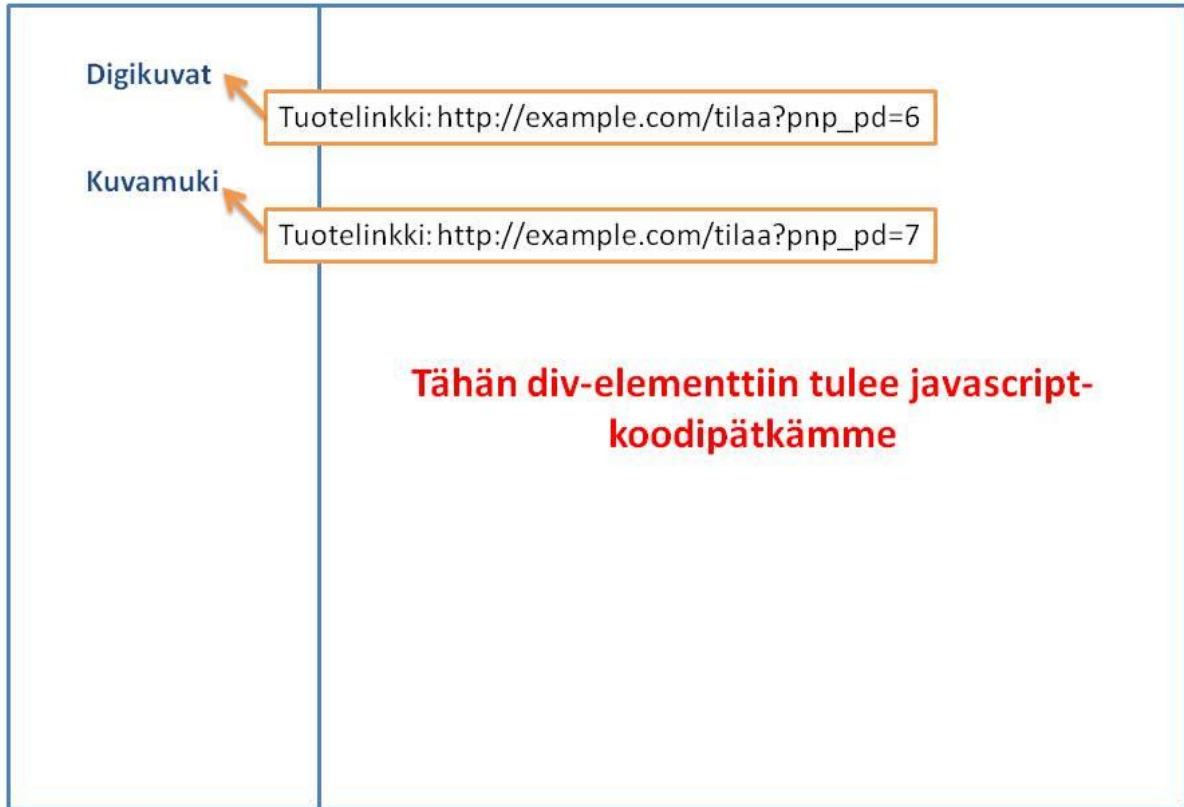 Digikuvat
Tuotelinkki: http://example.com/tilaa?pnp_pd=6
Kuvamuki
Tuotelinkki: http://example.com/tilaa?pnp_pd=7
Tähän div-elementtiin tulee javascript-
koodipätkämme